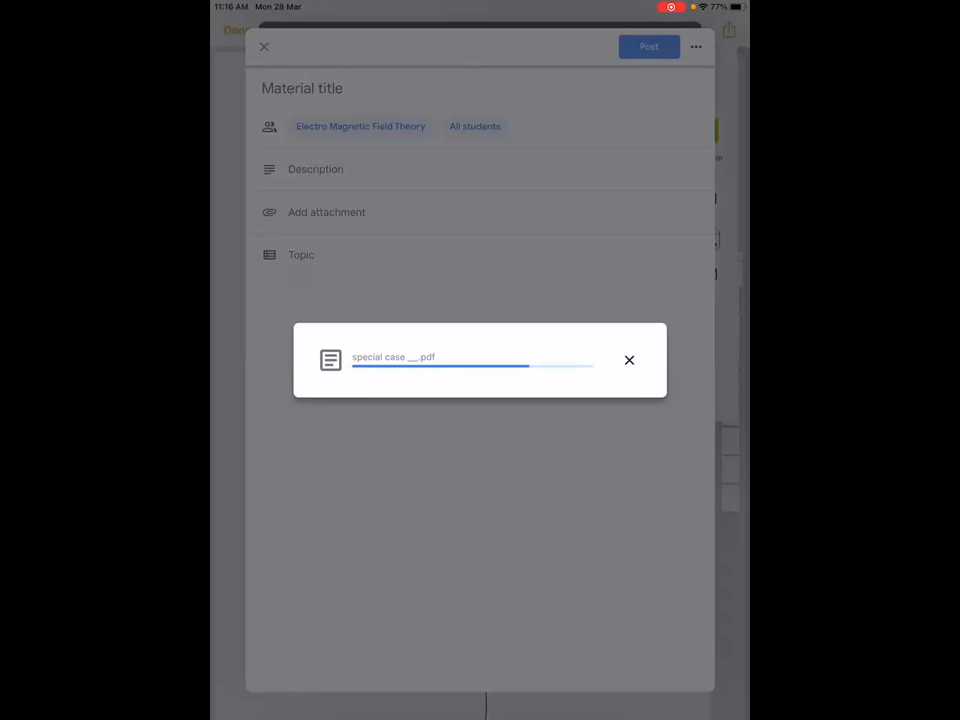 11:16 AM Mon 28 Mar 77%
Done
Post
Material title
Electro Magnetic Field Theory All students
Description
Add attachment
Topic
special case __.pdf